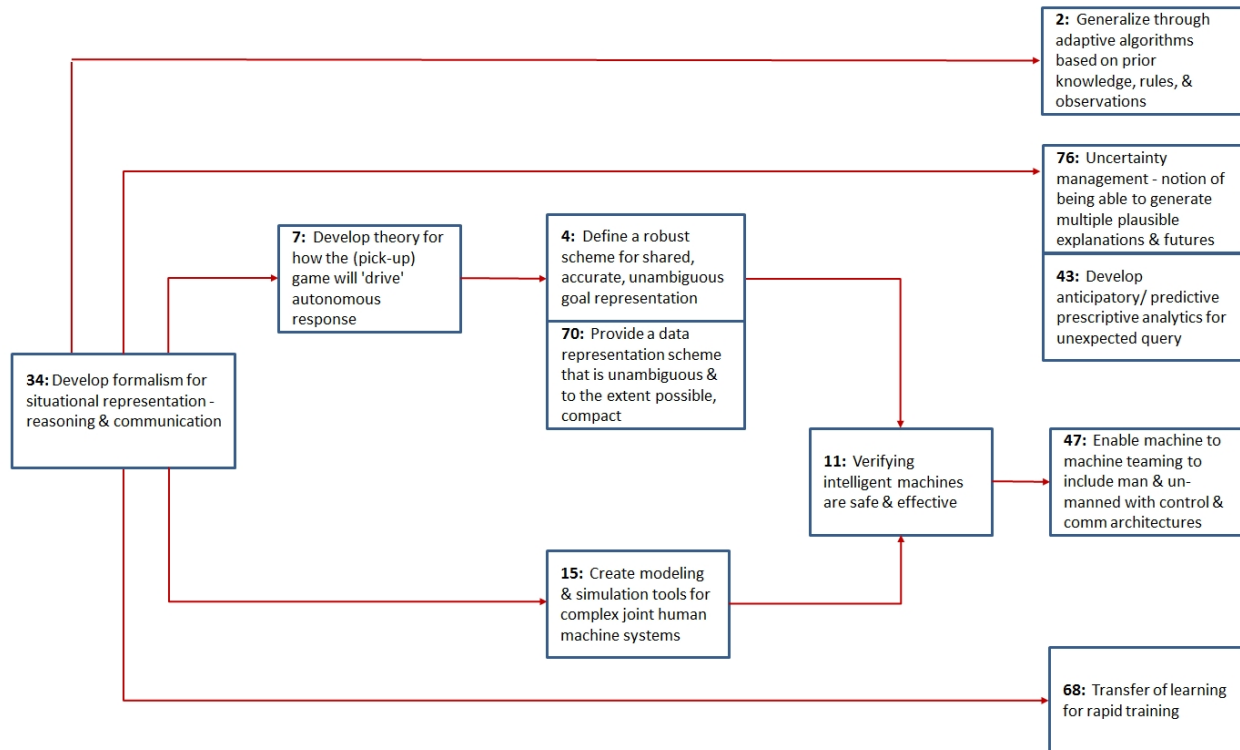 2: Generalize through
adaptive algorithms
based on prior
knowledge, rules, &
observations
76: Uncertainty
management - notion of
being able to generate
multiple plausible
explanations & futures
43: Develop
anticipatory/ predictive
prescriptive analytics for
unexpected query
7: Develop theory for
how the (pick-up)
game will 'drive'
autonomous
response
4: Define a robust
scheme for shared,
accurate, unambiguous
goal representation
70: Provide a data
representation scheme
that is unambiguous &
to the extent possible,
compact
34: Develop formalism for
situational representation -
reasoning & communication
11: Verifying
intelligent machines
are safe & effective
47: Enable machine to
machine teaming to
include man & un-
manned with control &
comm architectures
15: Create modeling
& simulation tools for
complex joint human
machine systems
68: Transfer of learning
for rapid training